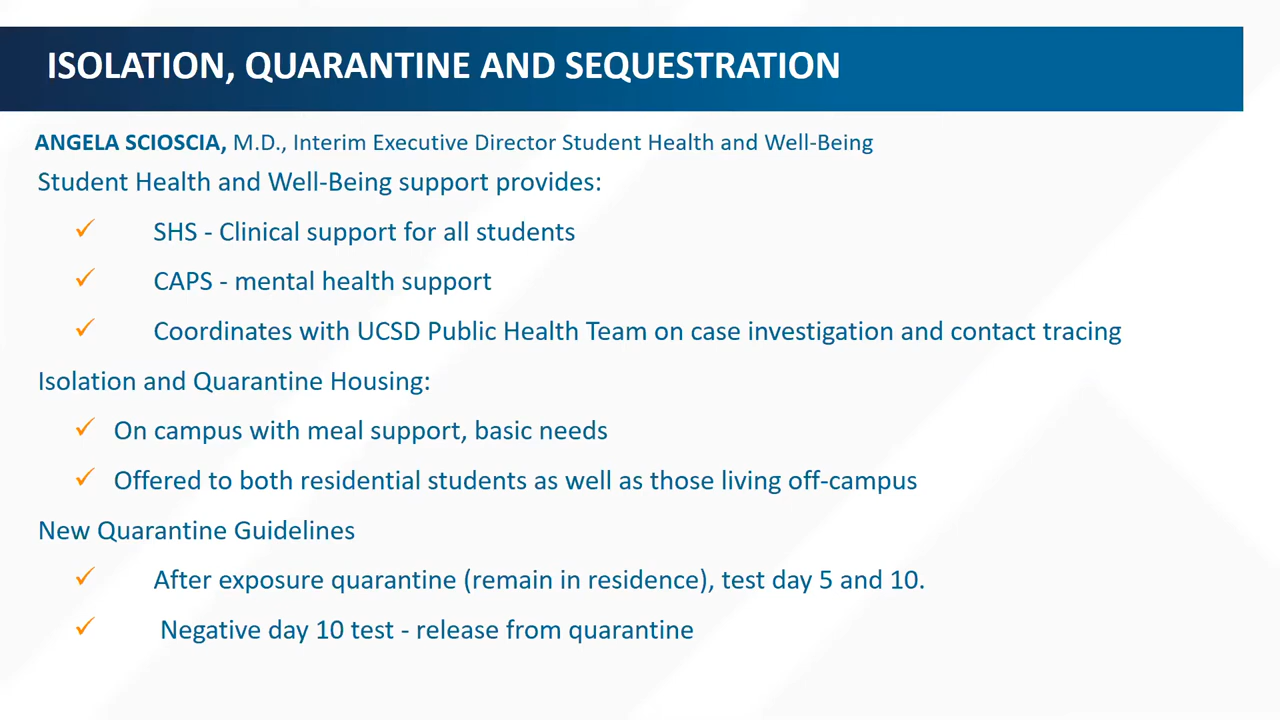 ISOLATION, QUARANTINE AND SEQUESTRATION
ANGELA SCIOSCIA, M.D., Interim Executive Director Student Health and Well-Being
Student Health and Well-Being support provides:
✓ SHS - Clinical support for all students
✓ CAPS - mental health support
✓ Coordinates with UCSD Public Health Team on case investigation and contact tracing
Isolation and Quarantine Housing:
✓ On campus with meal support, basic needs
✓ Offered to both residential students as well as those living off-campus
New Quarantine Guidelines
✓ After exposure quarantine (remain in residence), test day 5 and 10.
✓ Negative day 10 test - release from quarantine